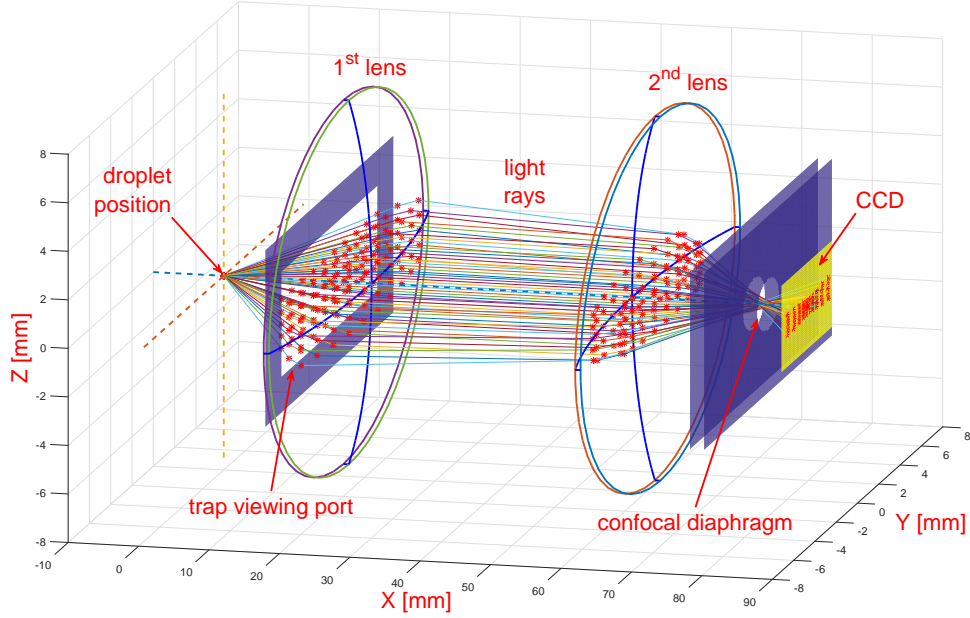 1st lens
2nd lens
droplet
position
light
rays
CCD
trap viewing port
confocal diaphragm
Z [mm]
8
6
4
2
0
-2
-4
-6
-8
X [mm]
-10
0
10
20
30
40
50
60
70
80
90
Y [mm]
-8
-6
-4
-2
0
2
4
6
8